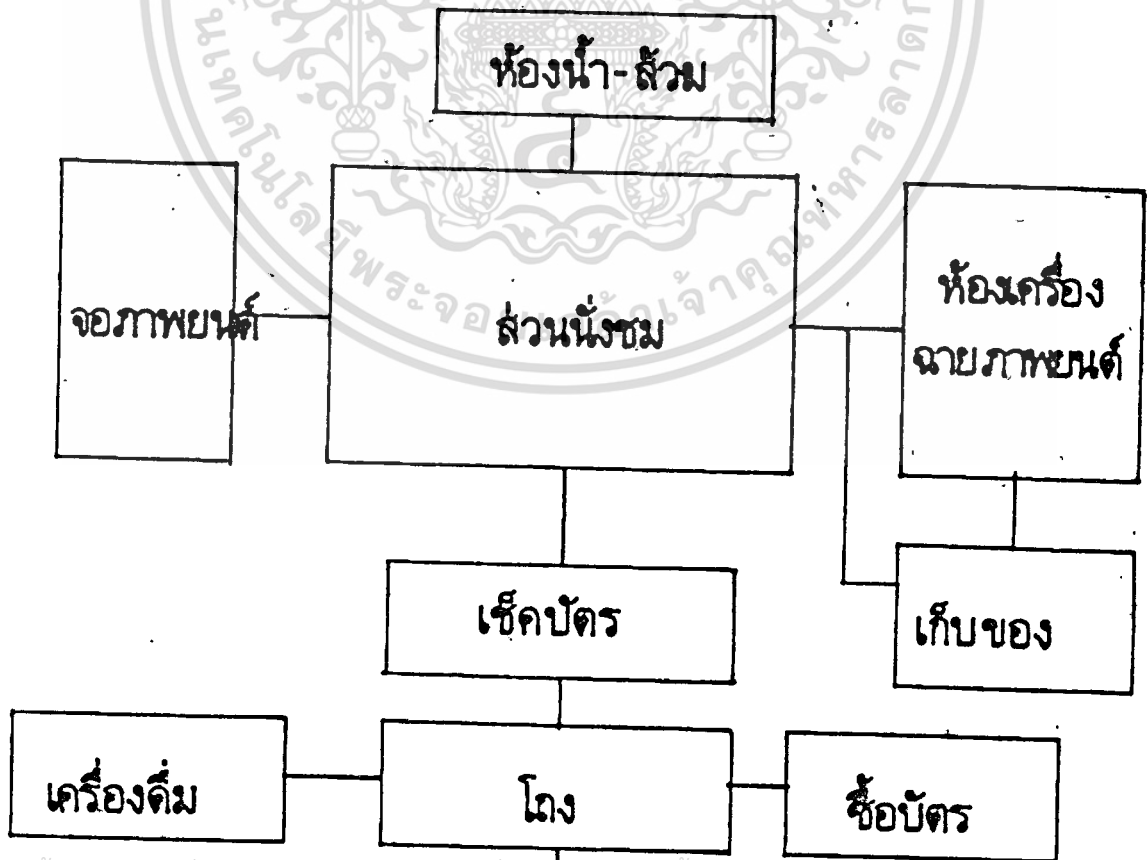 ห้องน้ำ-ส้วม
จอภาพยนต์
ส่วนนั่งชม
ห้องเครื่อง
ฉายภาพยนต์
เช็คบัตร
เก็บของ
เครื่องดื่ม
โถง
ซื้อบัตร